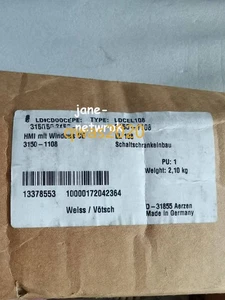 TYPE: LDCEL106
jane-
network
HMI mit Windows CE
3150-1108
Schaltschrankeinbau
PU: 1
Weight: 2,10 kg
13378553 10000172042364
Weiss / Vötsch
D-31855 Aerzen
Made in Germany